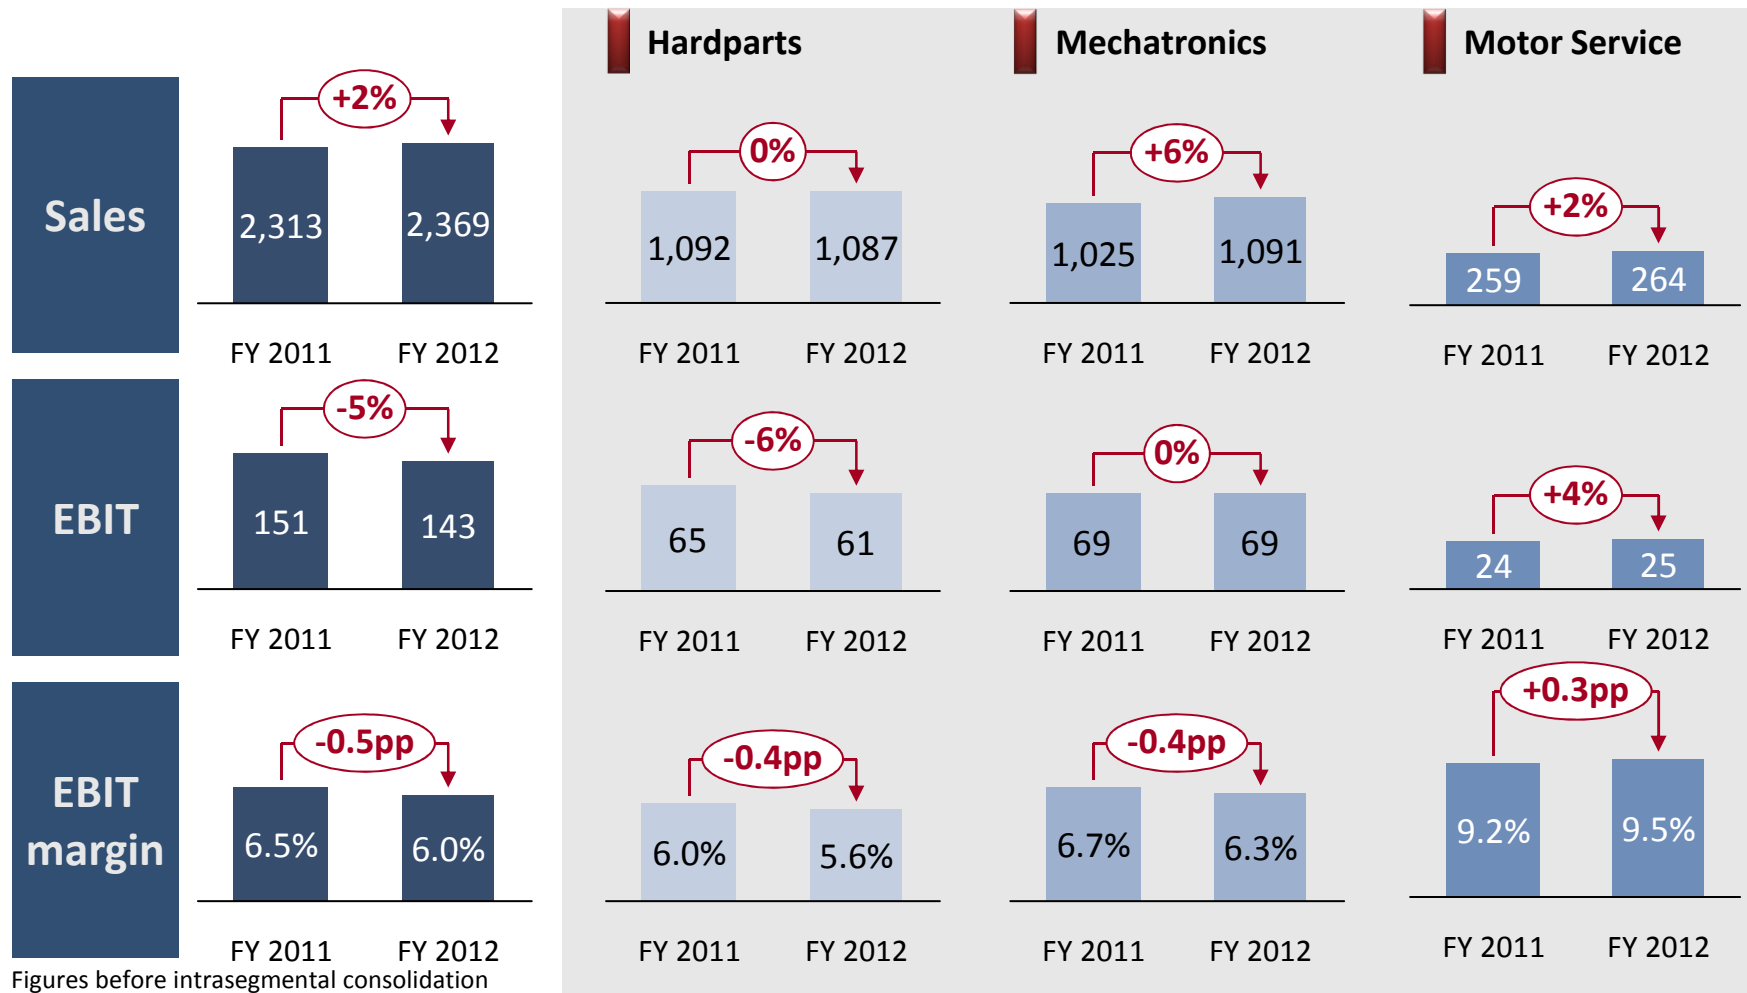 Hardparts
Mechatronics
Motor Service
Sales
+2%
2,313
2,369
FY 2011
FY 2012
0%
1,092
1,087
FY 2011
FY 2012
+6%
1,025
1,091
FY 2011
FY 2012
+2%
259
264
FY 2011
FY 2012
EBIT
-5%
151
143
FY 2011
FY 2012
-6%
65
61
FY 2011
FY 2012
0%
69
69
FY 2011
FY 2012
+4%
24
25
FY 2011
FY 2012
EBIT
margin
-0.5pp
6.5%
6.0%
FY 2011
FY 2012
-0.4pp
6.0%
5.6%
FY 2011
FY 2012
-0.4pp
6.7%
6.3%
FY 2011
FY 2012
+0.3pp
9.2%
9.5%
FY 2011
FY 2012
Figures before intrasegmental consolidation